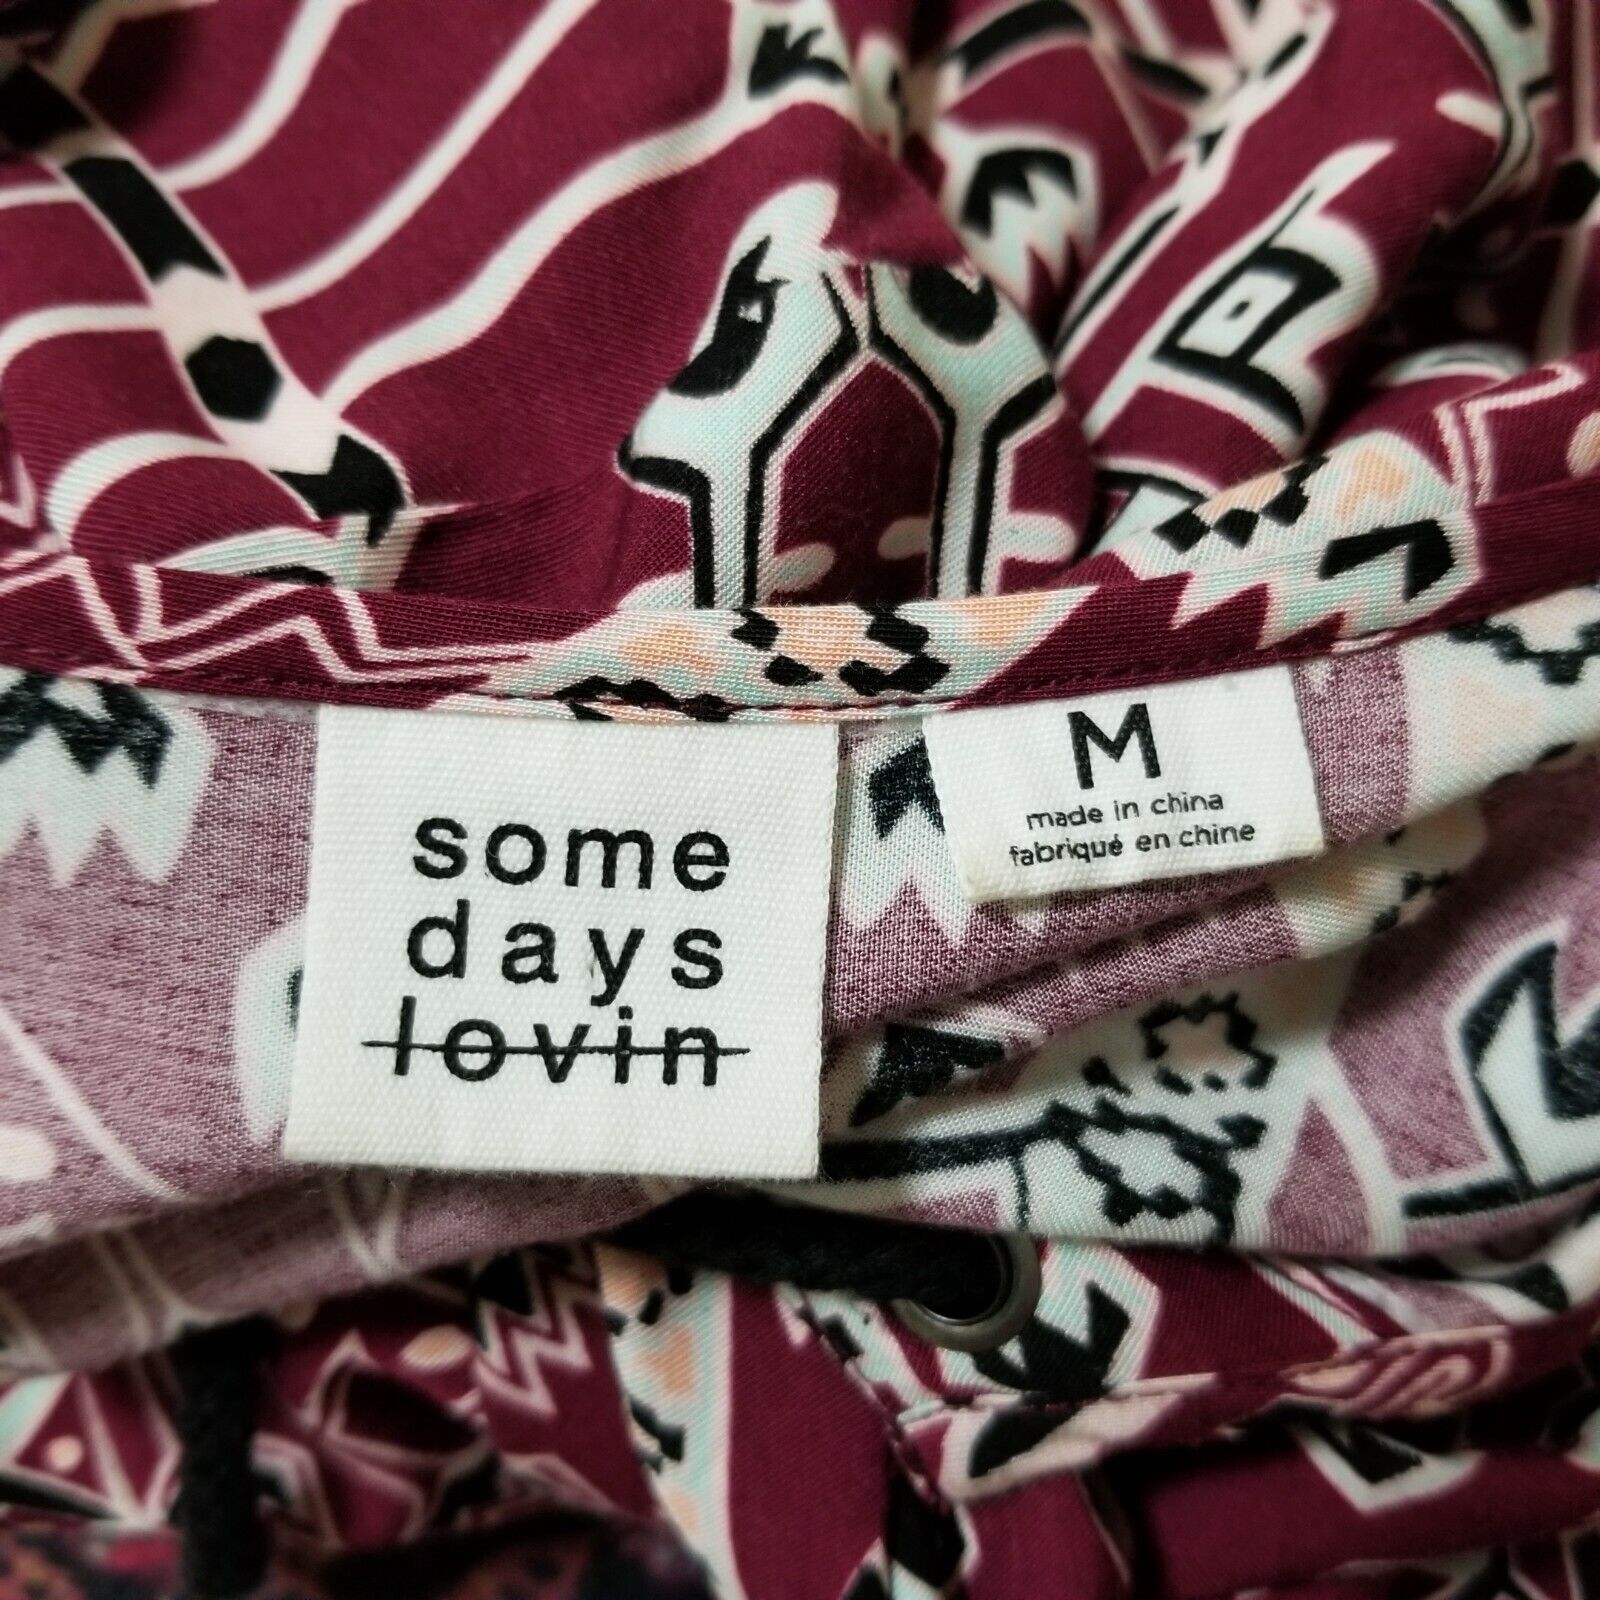 some
days
lovin
M
made in china
fabriqué en chine